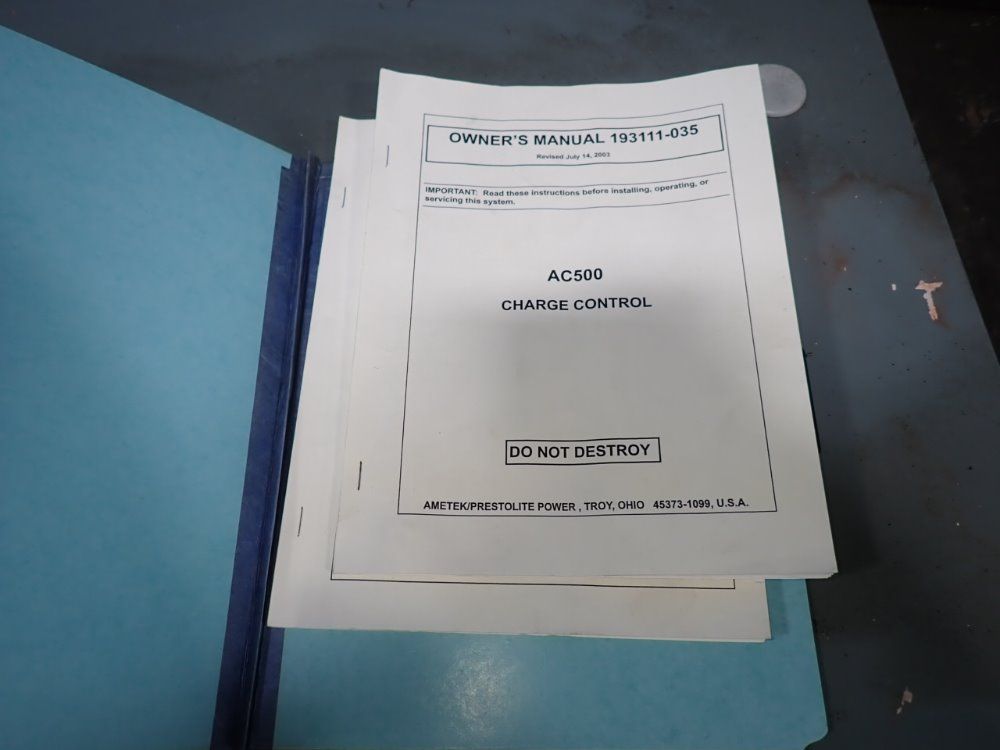 OWNER'S MANUAL 193111-035
Revised July 14, 2003
IMPORTANT: Read these instructions before installing, operating, or
servicing this system.
AC500
CHARGE CONTROL
DO NOT DESTROY
AMETEK/PRESTOLITE POWER , TROY, OHIO 45373-1099, U.S.A.